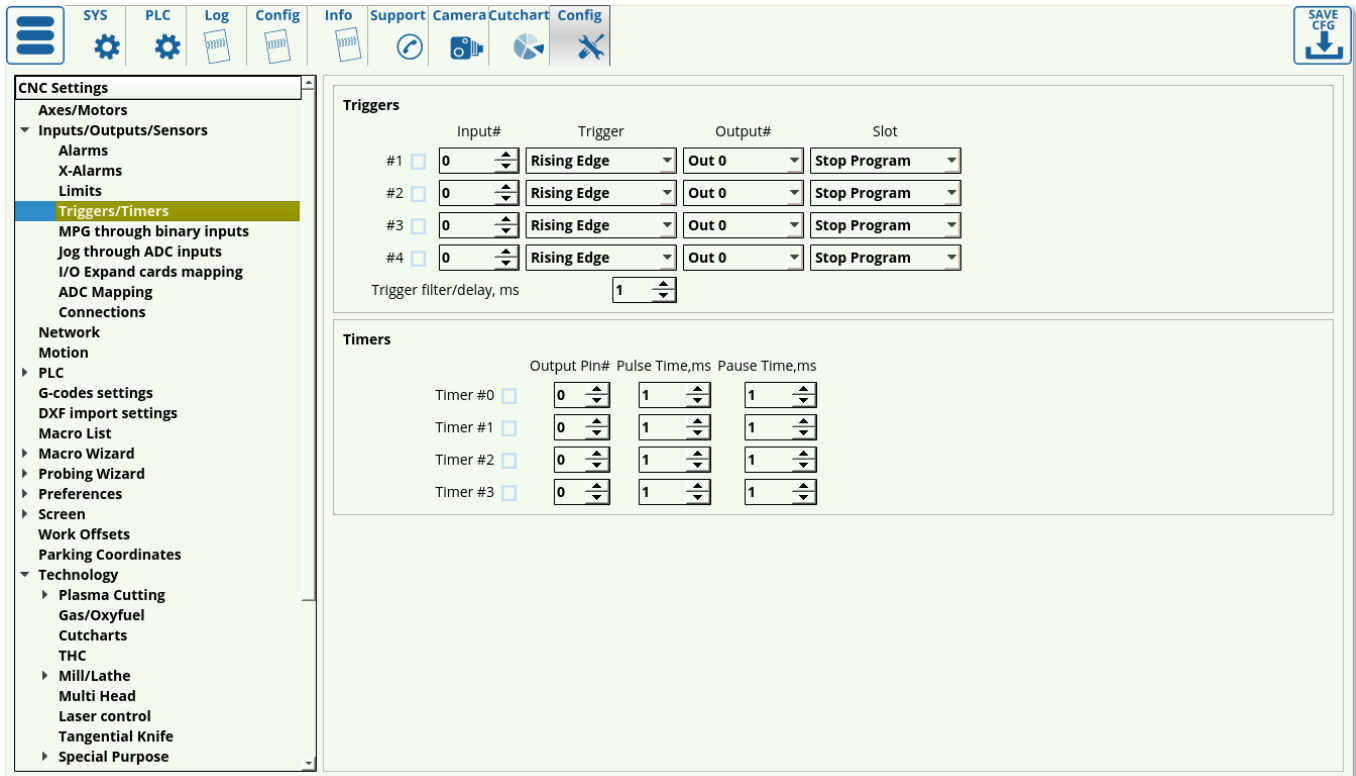 SYS PLC Log Config Info Support Camera Cutchart Config SAVE CFG
CNC Settings
Axes/Motors
Inputs/Outputs/Sensors
Alarms
X-Alarms
Limits
Triggers/Timers
MPG through binary inputs
Jog through ADC inputs
I/O Expand cards mapping
ADC Mapping
Connections
Network
Motion
PLC
G-codes settings
DXF import settings
Macro List
Macro Wizard
Probing Wizard
Preferences
Screen
Work Offsets
Parking Coordinates
Technology
Plasma Cutting
Gas/Oxyfuel
Cutcharts
THC
Mill/Lathe
Multi Head
Laser control
Tangential Knife
Special Purpose
Triggers
Input# Trigger Output# Slot
#1 0 Rising Edge Out 0 Stop Program
#2 0 Rising Edge Out 0 Stop Program
#3 0 Rising Edge Out 0 Stop Program
#4 0 Rising Edge Out 0 Stop Program
Trigger filter/delay, ms 1
Timers
Output Pin# Pulse Time,ms Pause Time,ms
Timer #0 0 1 1
Timer #1 0 1 1
Timer #2 0 1 1
Timer #3 0 1 1